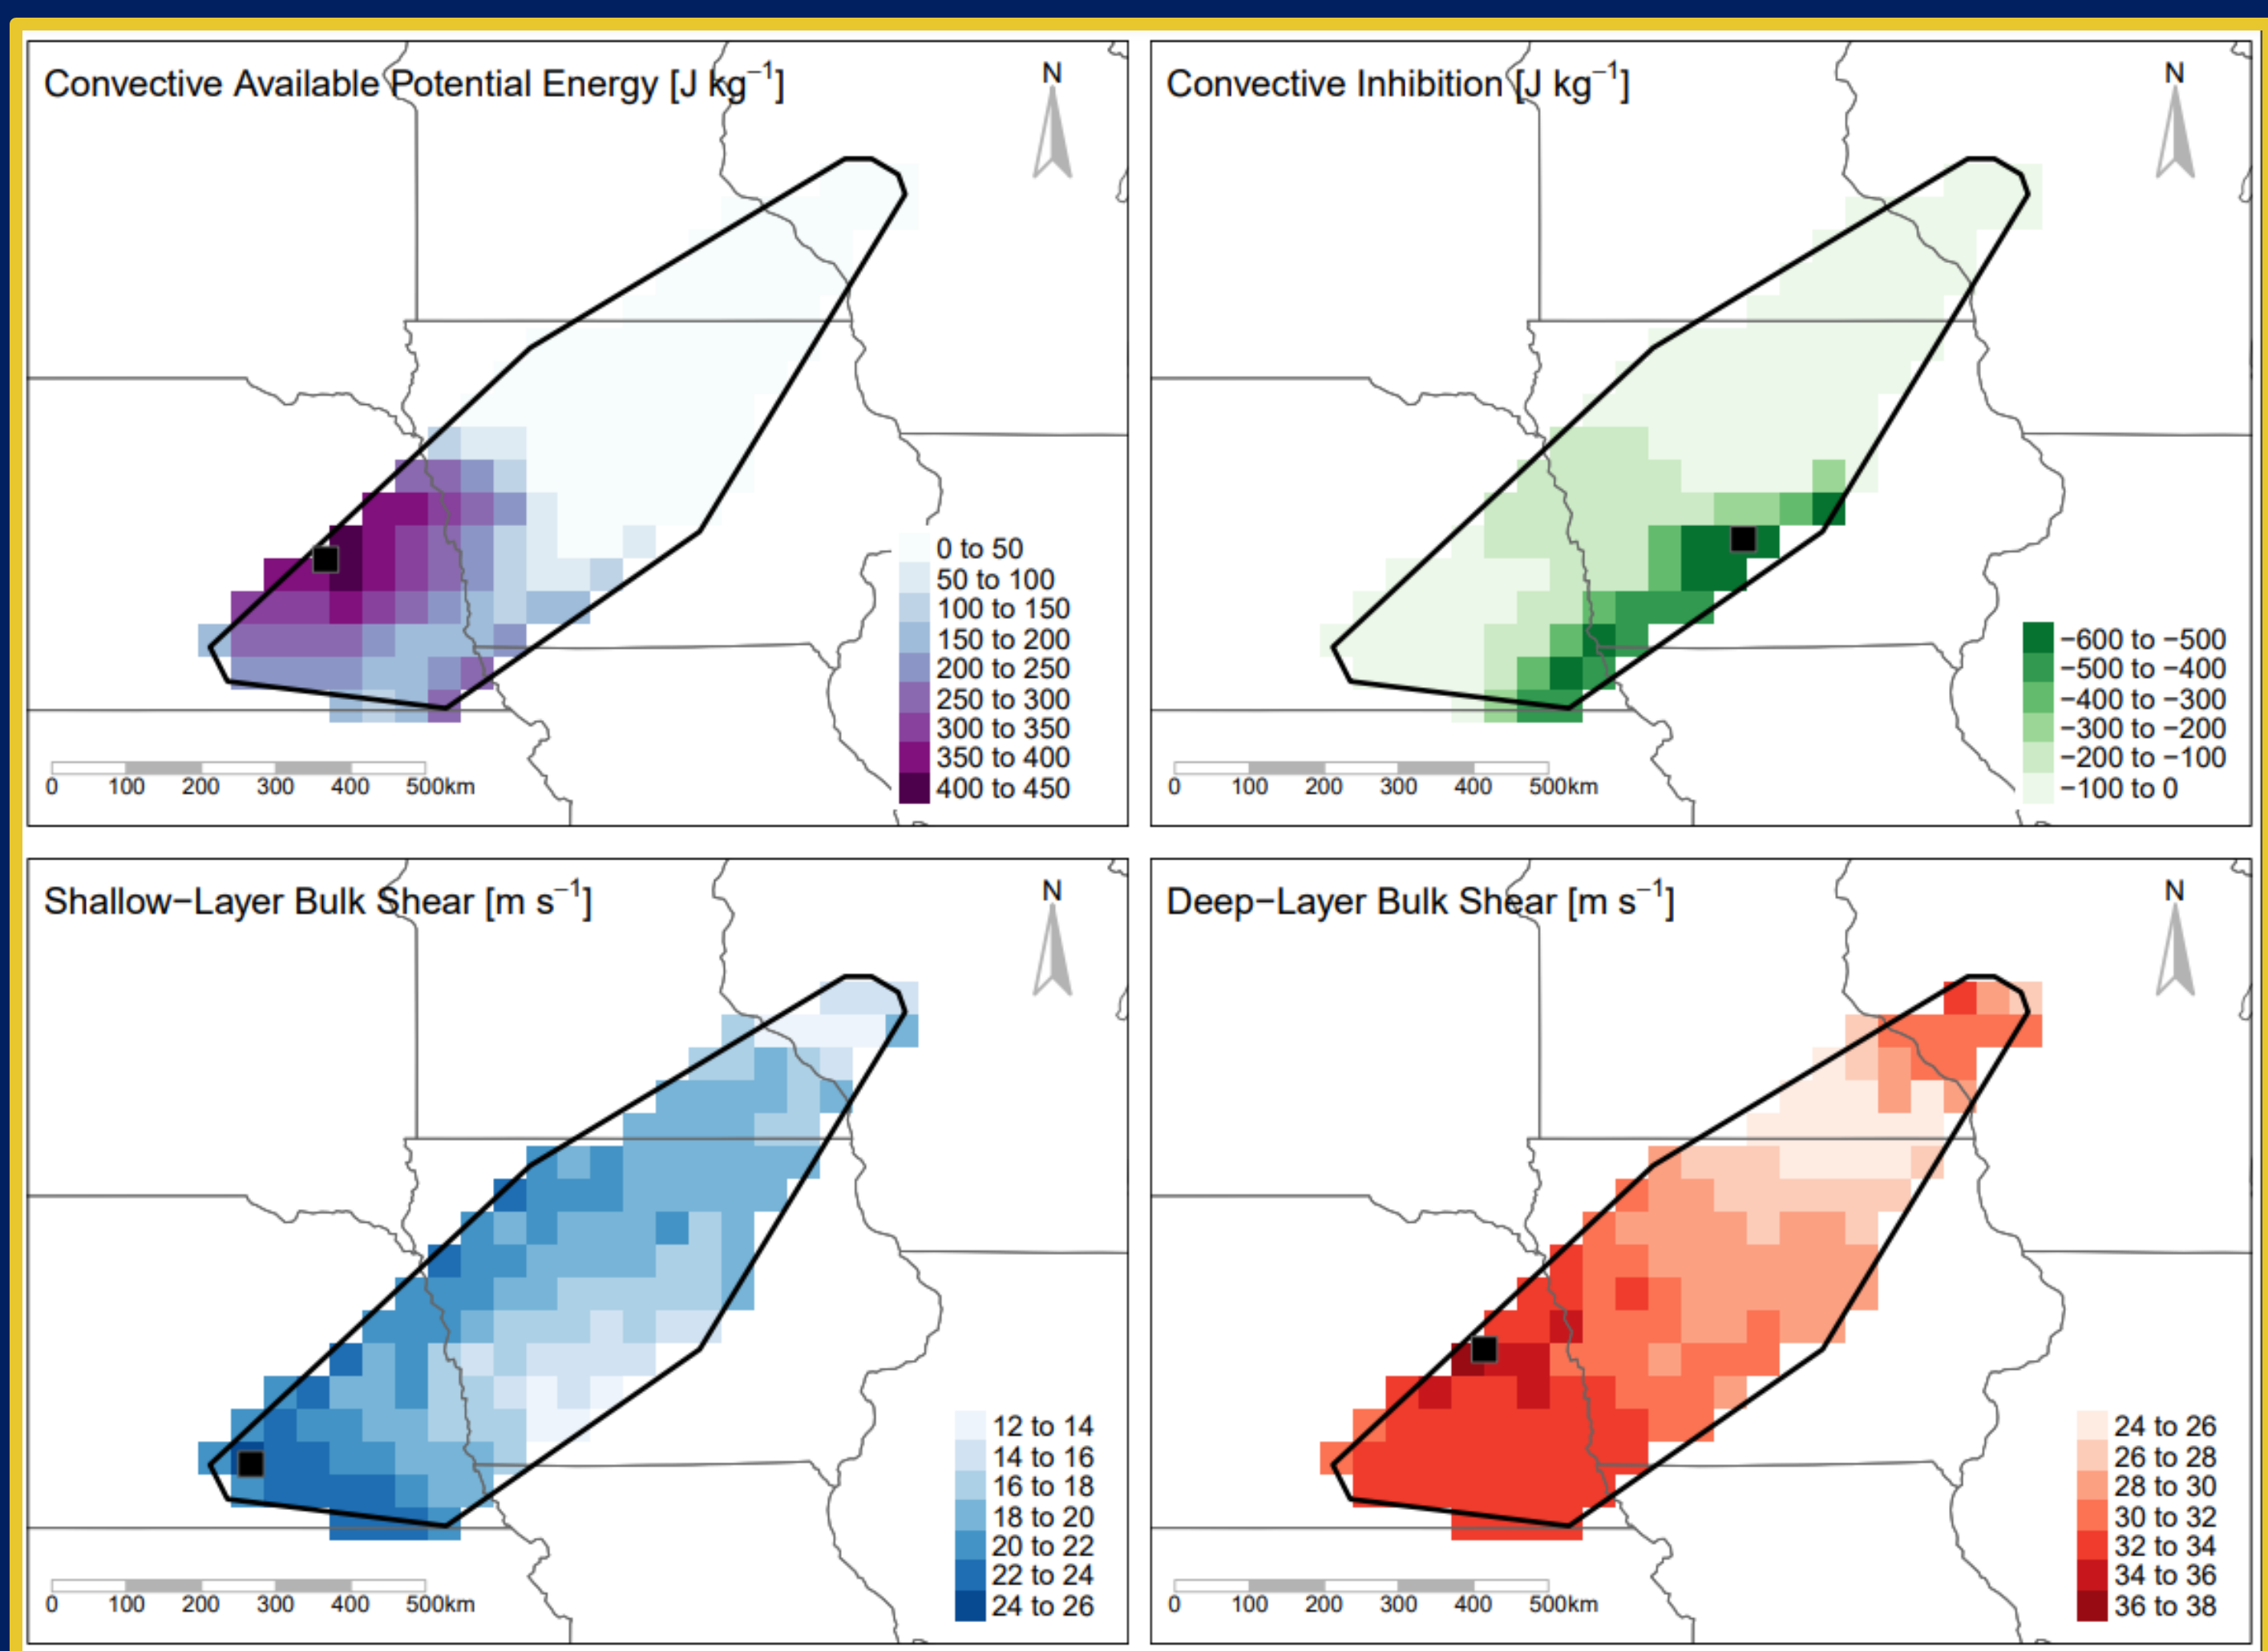 Convective Available Potential Energy [J kg⁻¹]
N
0 to 50
50 to 100
100 to 150
150 to 200
200 to 250
250 to 300
300 to 350
350 to 400
400 to 450
0 100 200 300 400 500km
Convective Inhibition [J kg⁻¹]
N
−600 to −500
−500 to −400
−400 to −300
−300 to −200
−200 to −100
−100 to 0
0 100 200 300 400 500km
Shallow−Layer Bulk Shear [m s⁻¹]
N
12 to 14
14 to 16
16 to 18
18 to 20
20 to 22
22 to 24
24 to 26
0 100 200 300 400 500km
Deep−Layer Bulk Shear [m s⁻¹]
N
24 to 26
26 to 28
28 to 30
30 to 32
32 to 34
34 to 36
36 to 38
0 100 200 300 400 500km